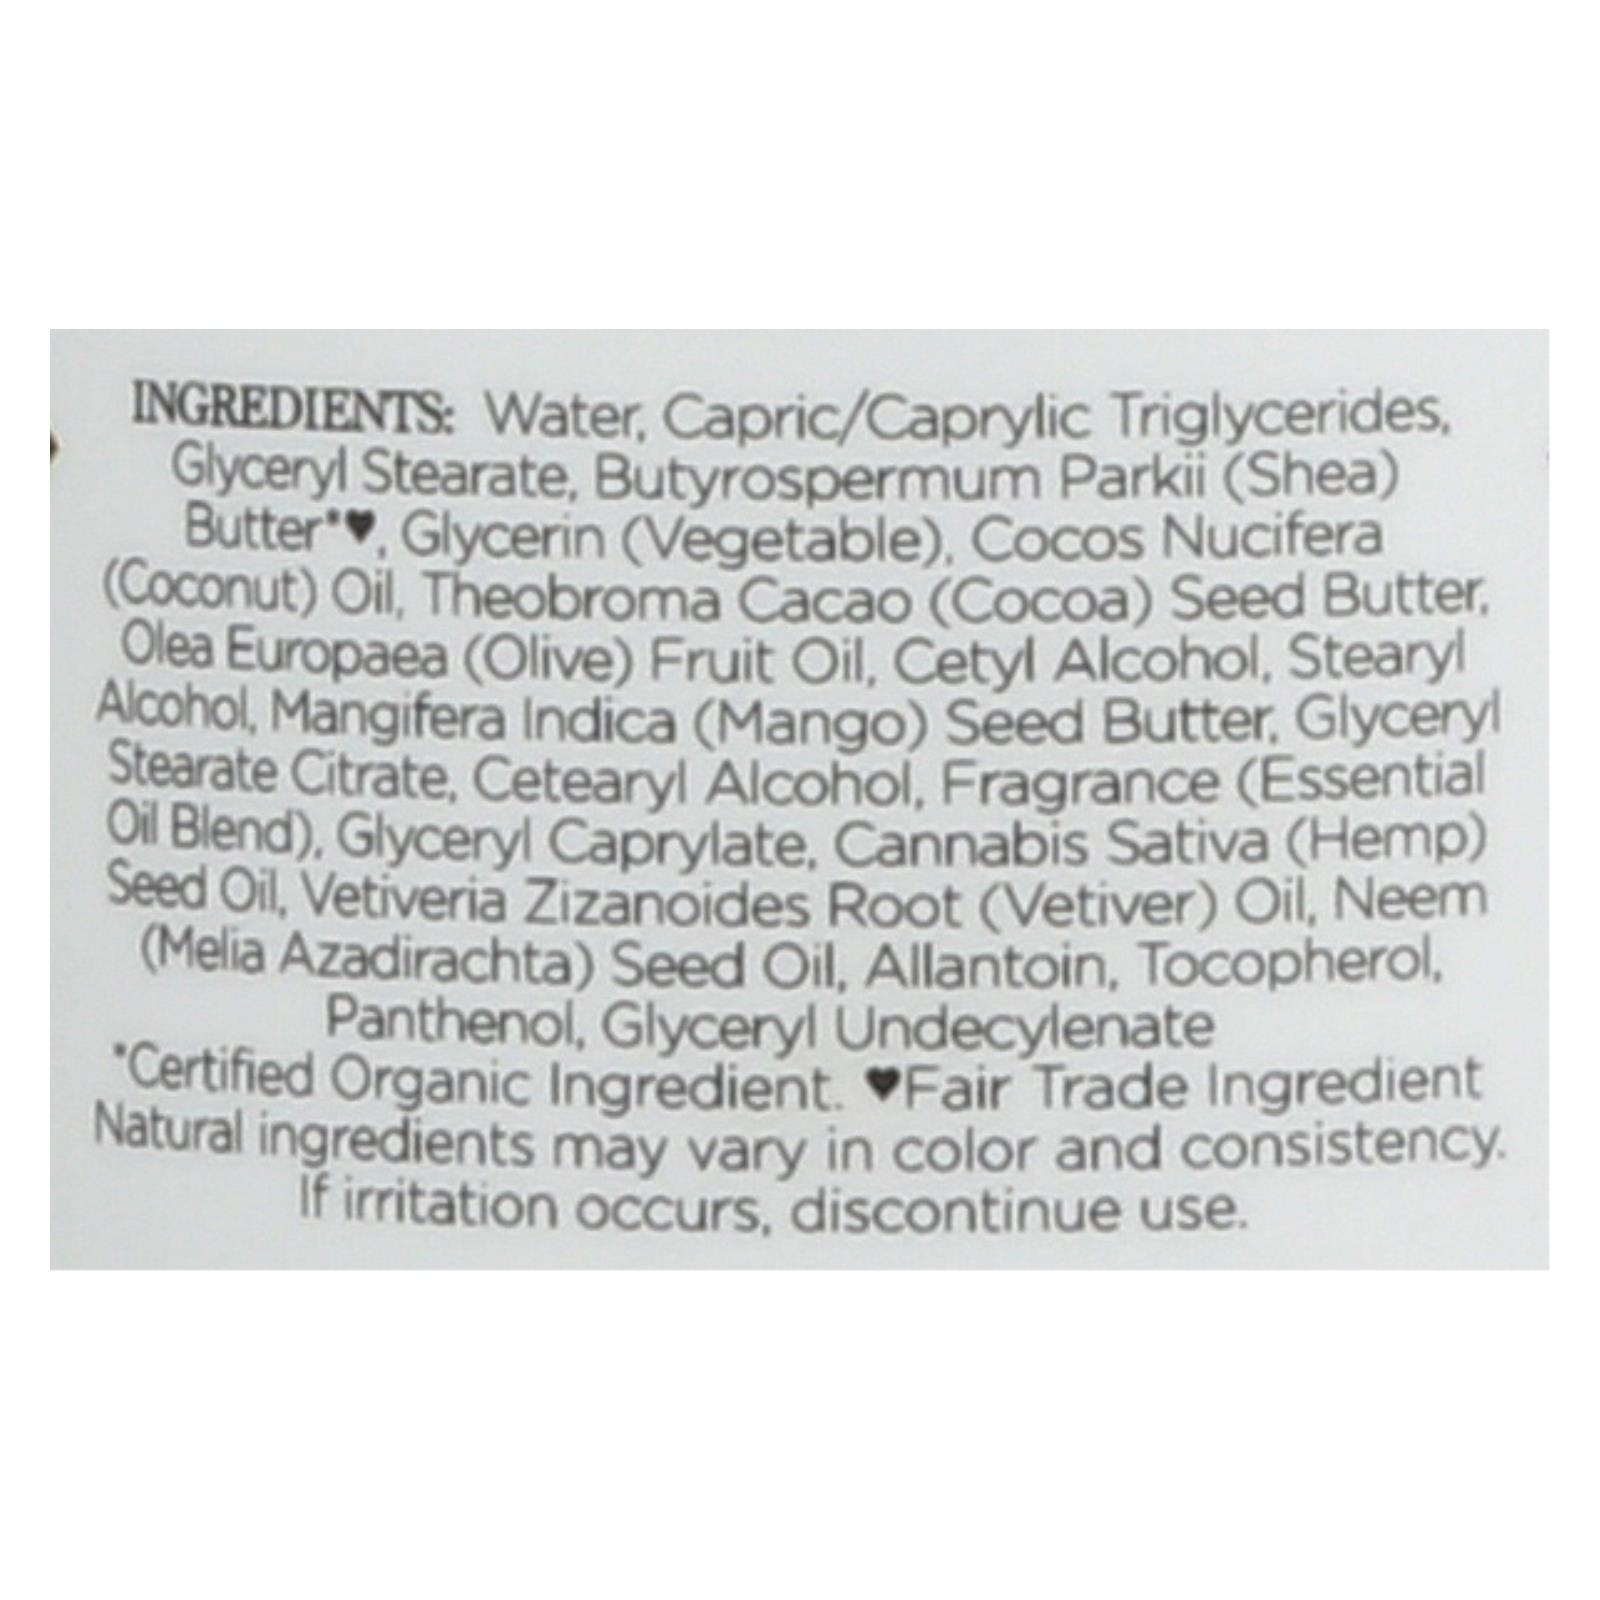 INGREDIENTS: Water, Capric/Caprylic Triglycerides,
Glyceryl Stearate, Butyrospermum Parkii (Shea)
Butter*♥, Glycerin (Vegetable), Cocos Nucifera
(Coconut) Oil, Theobroma Cacao (Cocoa) Seed Butter,
Olea Europaea (Olive) Fruit Oil, Cetyl Alcohol, Stearyl
Alcohol, Mangifera Indica (Mango) Seed Butter, Glyceryl
Stearate Citrate, Cetearyl Alcohol, Fragrance (Essential
Oil Blend), Glyceryl Caprylate, Cannabis Sativa (Hemp)
Seed Oil, Vetiveria Zizanoides Root (Vetiver) Oil, Neem
(Melia Azadirachta) Seed Oil, Allantoin, Tocopherol,
Panthenol, Glyceryl Undecylenate
*Certified Organic Ingredient. ♥Fair Trade Ingredient
Natural ingredients may vary in color and consistency.
If irritation occurs, discontinue use.